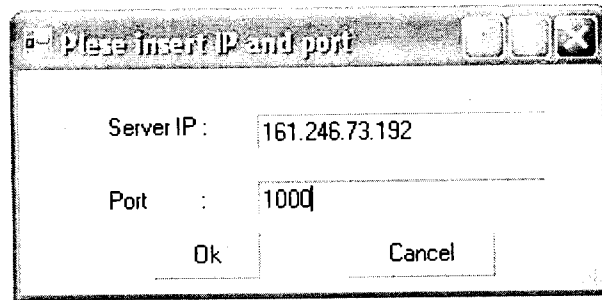 Plese insert IP and port
Server IP : 161.246.73.192
Port : 1000
Ok Cancel